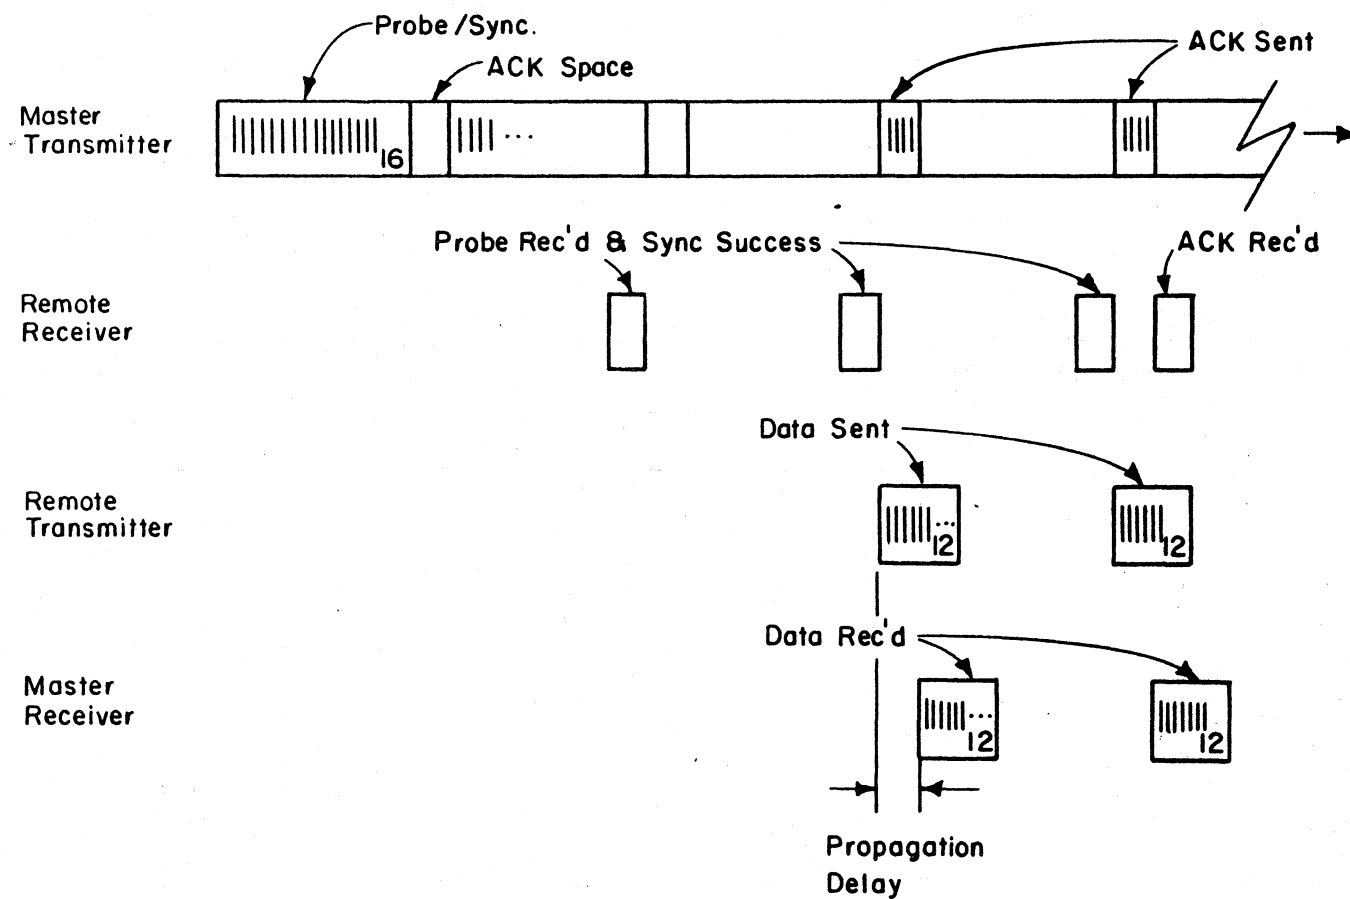 Probe/Sync.
ACK Space
ACK Sent
Master
Transmitter
16
...
Probe Rec'd & Sync Success
ACK Rec'd
Remote
Receiver
Data Sent
Remote
Transmitter
...
12
12
Data Rec'd
Master
Receiver
...
12
12
Propagation
Delay